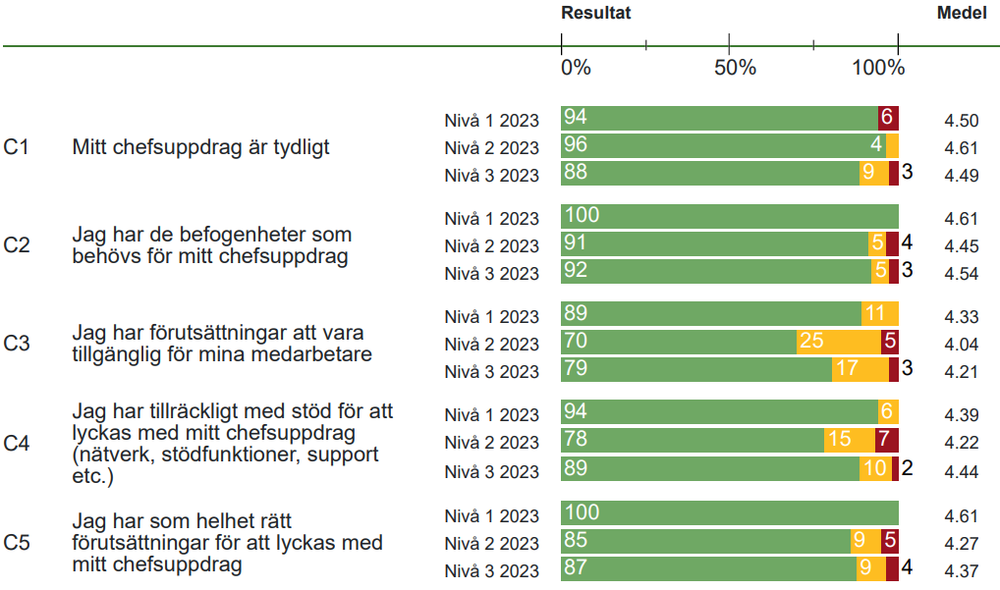 Resultat Medel
0% 50% 100%
Nivå 1 2023 94 6 4.50
C1 Mitt chefsuppdrag är tydligt Nivå 2 2023 96 4 4.61
Nivå 3 2023 88 9 3 4.49
Nivå 1 2023 100 4.61
C2 Jag har de befogenheter som
behövs för mitt chefsuppdrag
Nivå 2 2023 91 5 4 4.45
Nivå 3 2023 92 5 3 4.54
Nivå 1 2023 89 11 4.33
C3 Jag har förutsättningar att vara
tillgänglig för mina medarbetare
Nivå 2 2023 70 25 5 4.04
Nivå 3 2023 79 17 3 4.21
Nivå 1 2023 94 6 4.39
C4 Jag har tillräckligt med stöd för att
lyckas med mitt chefsuppdrag
(nätverk, stödfunktioner, support
etc.)
Nivå 2 2023 78 15 7 4.22
Nivå 3 2023 89 10 2 4.44
Nivå 1 2023 100 4.61
C5 Jag har som helhet rätt
förutsättningar för att lyckas med
mitt chefsuppdrag
Nivå 2 2023 85 9 5 4.27
Nivå 3 2023 87 9 4 4.37